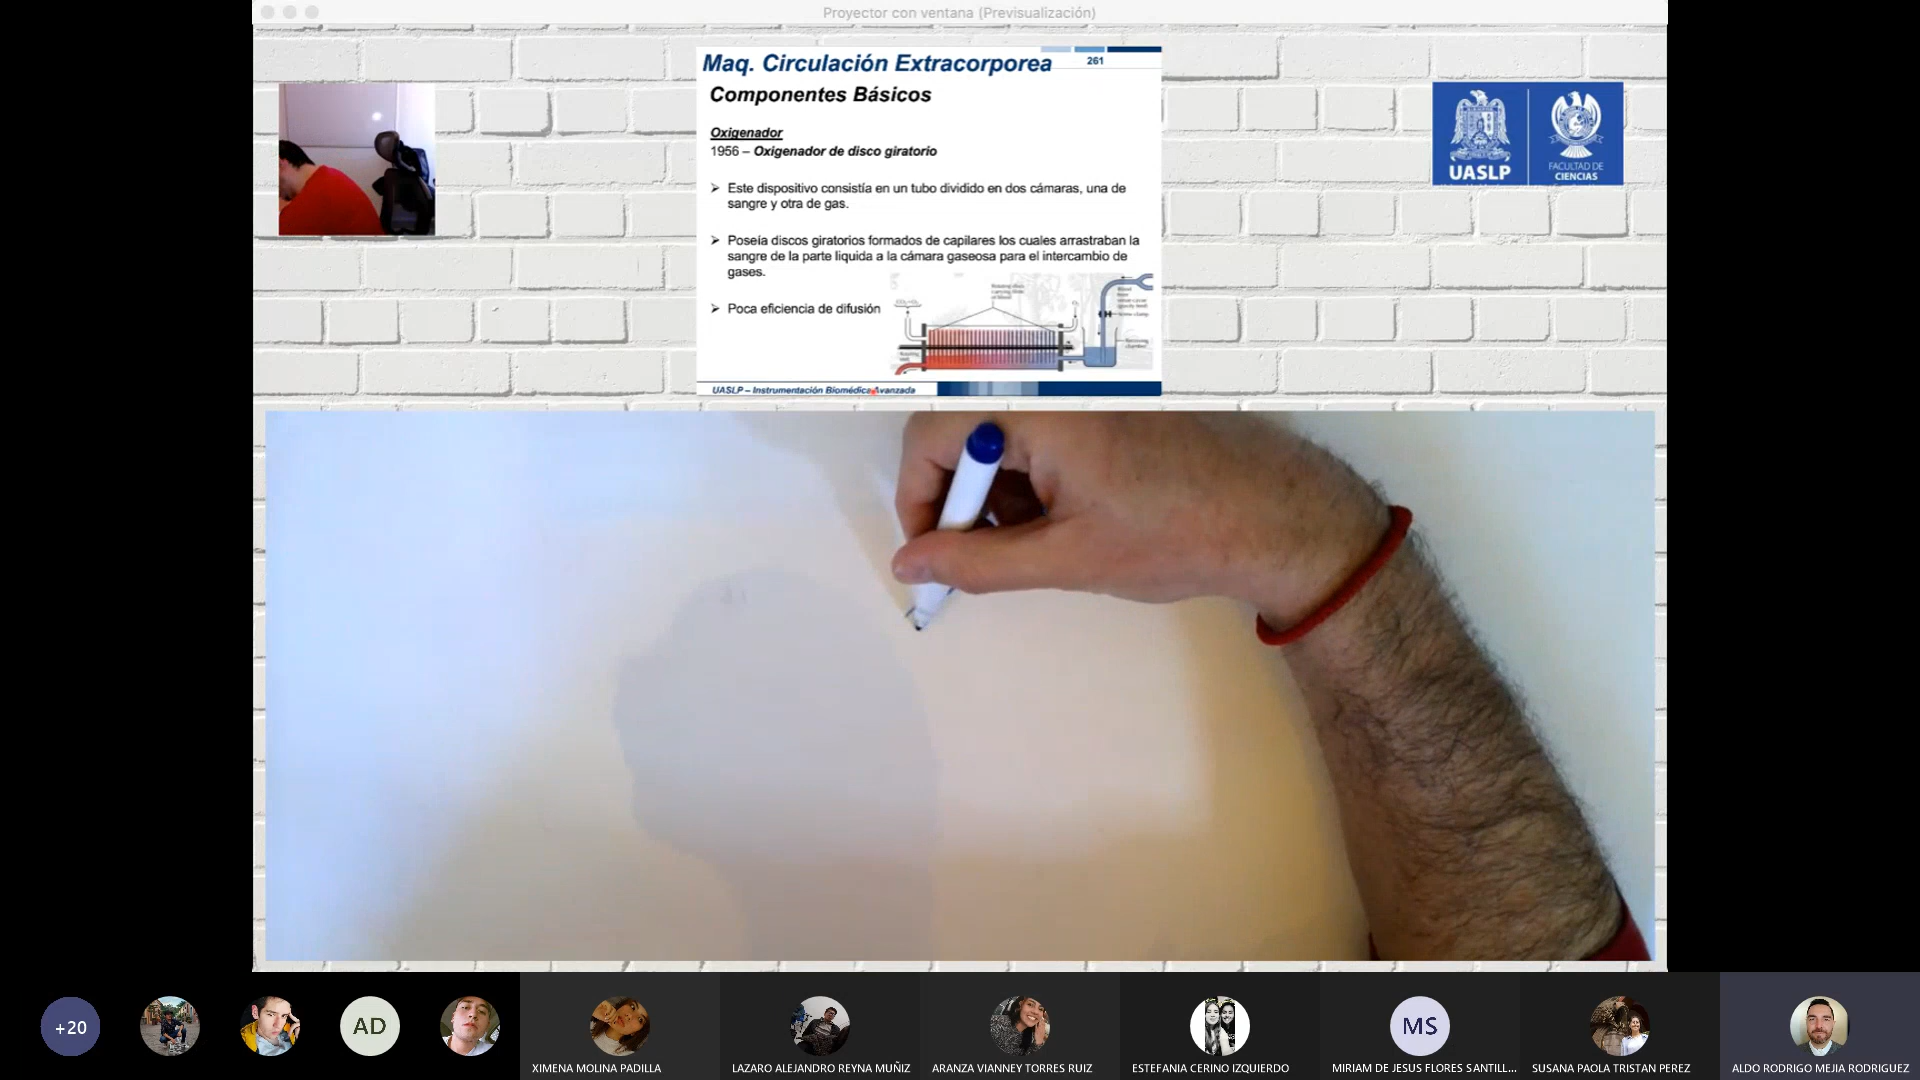 Proyector con ventana (Previsualización)
Maq. Circulación Extracorporea
261
Componentes Básicos
Oxigenador
1956 – Oxigenador de disco giratorio
➢ Este dispositivo consistía en un tubo dividido en dos cámaras, una de
sangre y otra de gas.
➢ Poseía discos giratorios formados de capilares los cuales arrastraban la
sangre de la parte liquida a la cámara gaseosa para el intercambio de
gases.
➢ Poca eficiencia de difusión
UASLP – Instrumentación Biomédica Avanzada
UASLP
FACULTAD DE
CIENCIAS
+20
AD
MS
XIMENA MOLINA PADILLA
LAZARO ALEJANDRO REYNA MUÑIZ
ARANZA VIANNEY TORRES RUIZ
ESTEFANIA CERINO IZQUIERDO
MIRIAM DE JESUS FLORES SANTILL...
SUSANA PAOLA TRISTAN PEREZ
ALDO RODRIGO MEJIA RODRIGUEZ